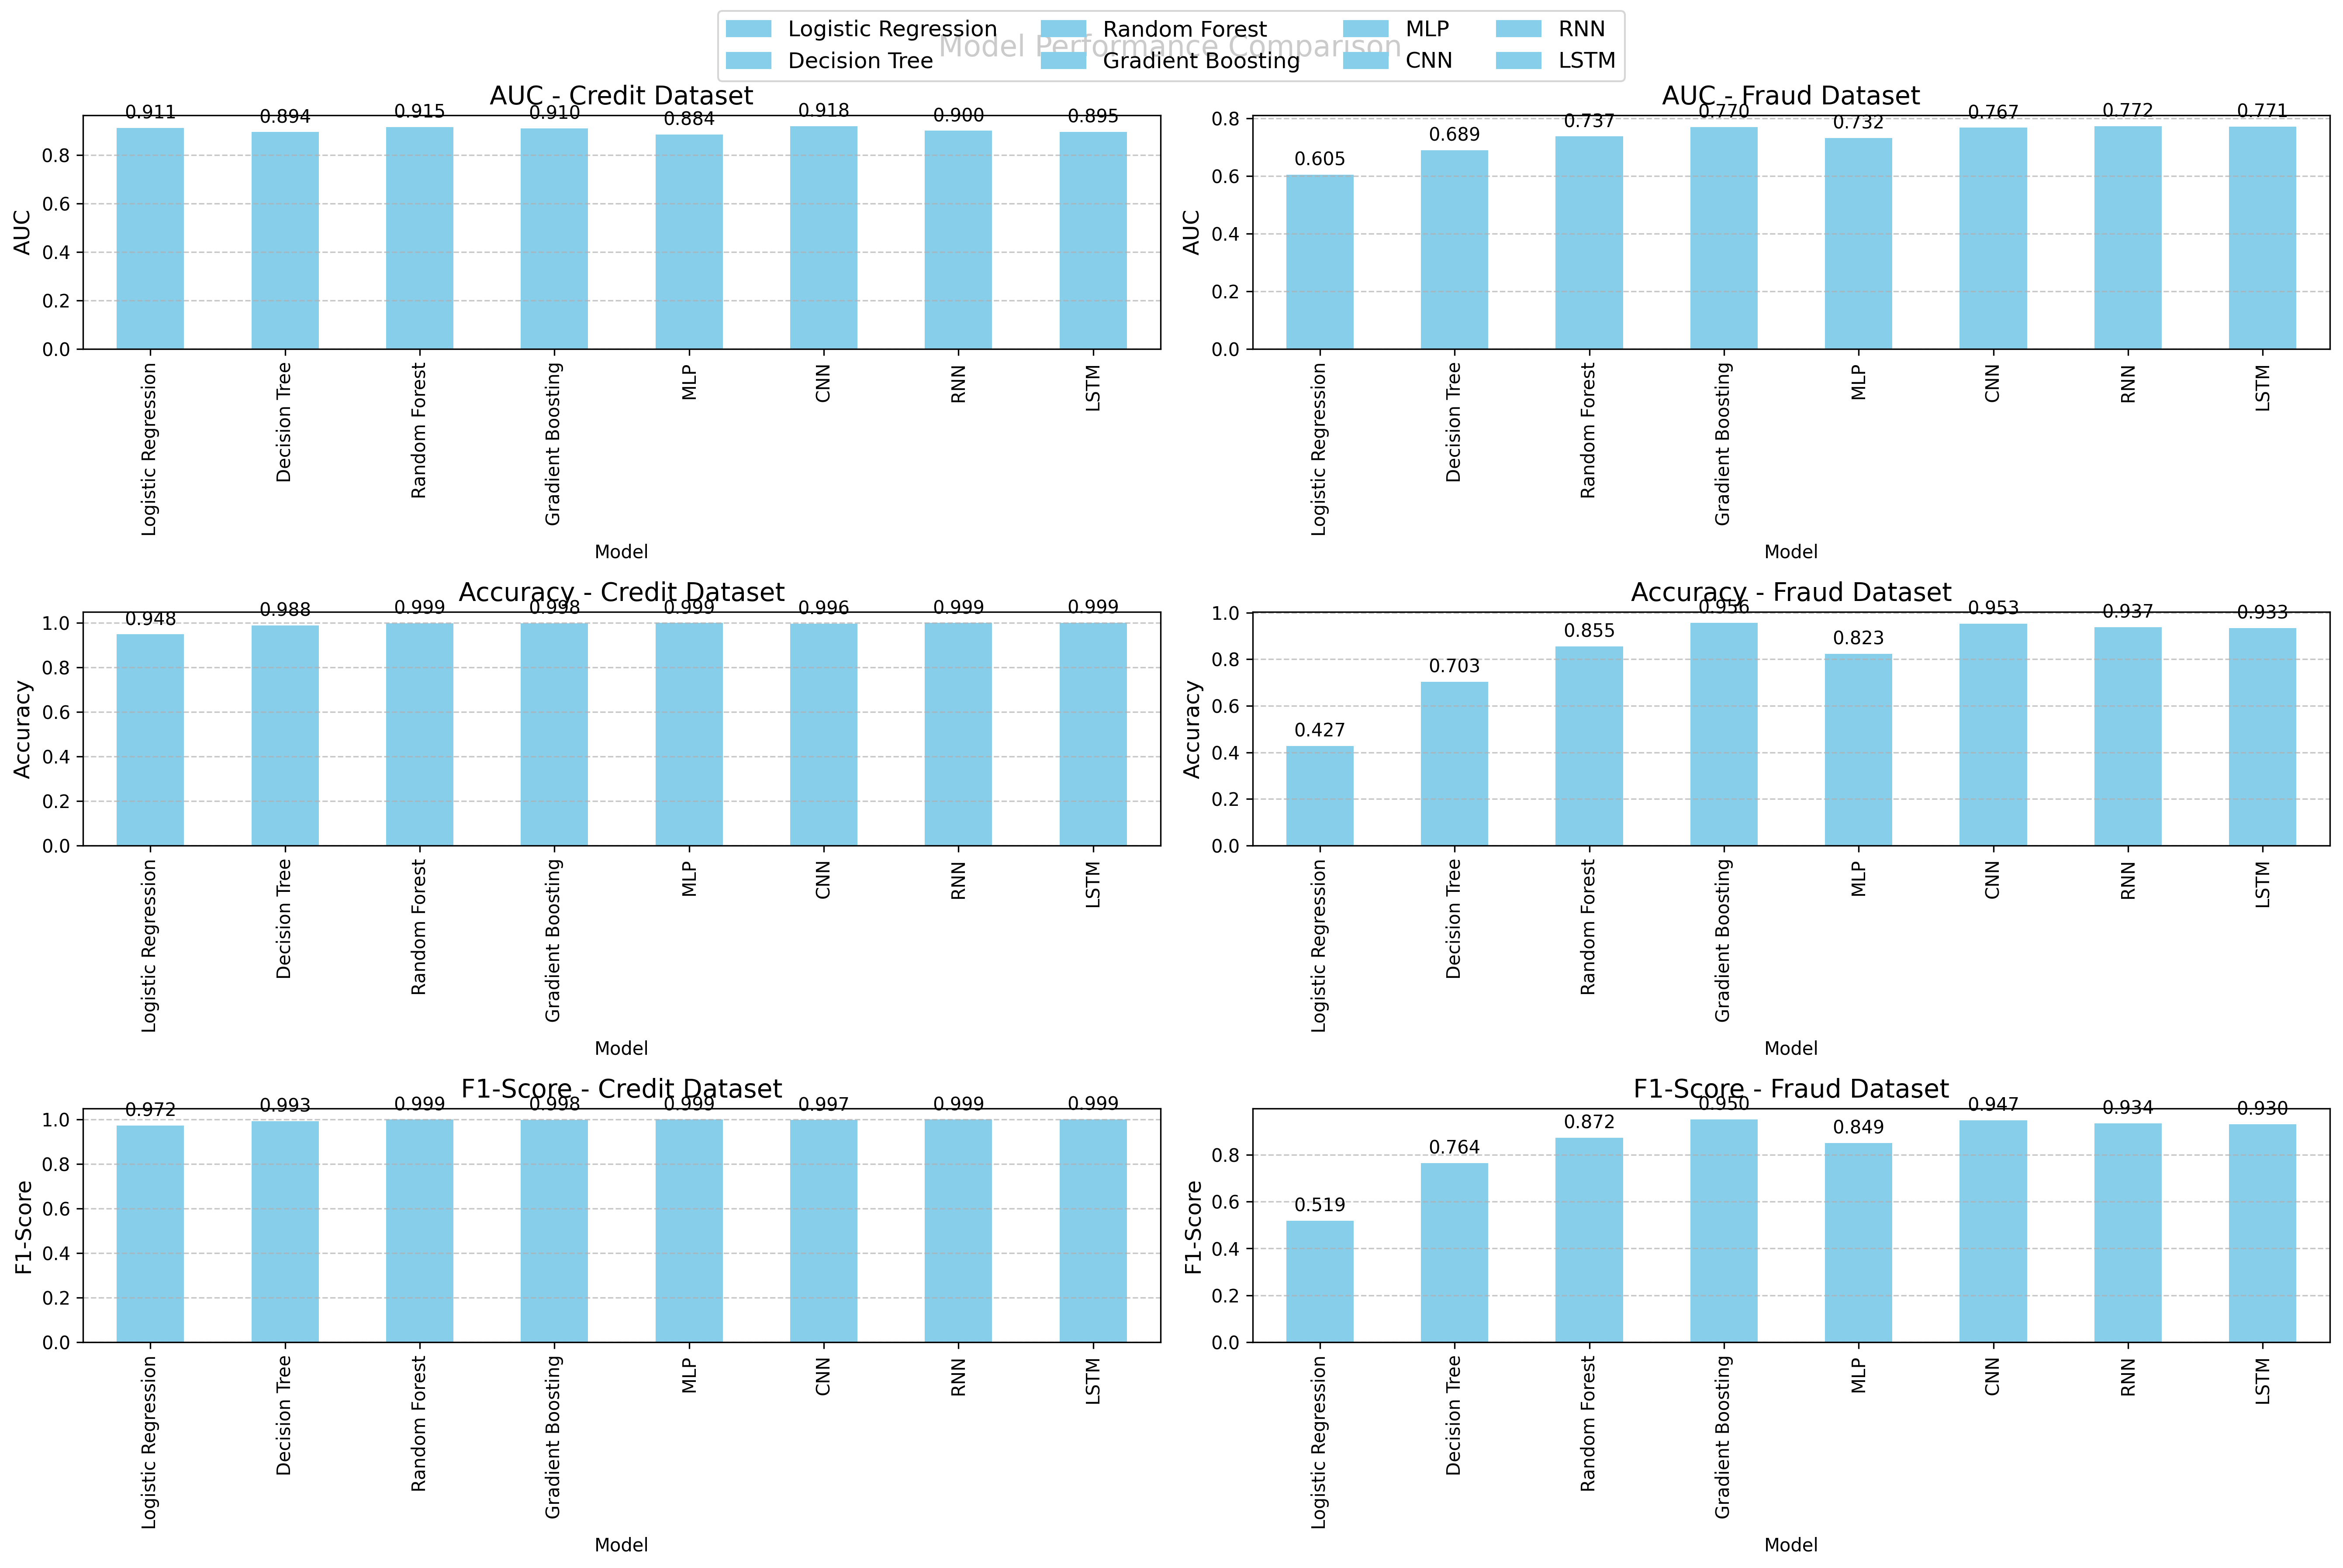 Model Performance Comparison
Logistic Regression Random Forest MLP RNN
Decision Tree Gradient Boosting CNN LSTM
AUC - Credit Dataset
0.911 0.894 0.915 0.910 0.884 0.918 0.900 0.895
AUC
0.8
0.6
0.4
0.2
0.0
Logistic Regression
Decision Tree
Random Forest
Gradient Boosting
MLP
CNN
RNN
LSTM
Model
AUC - Fraud Dataset
0.605 0.689 0.737 0.770 0.732 0.767 0.772 0.771
AUC
0.8
0.6
0.4
0.2
0.0
Logistic Regression
Decision Tree
Random Forest
Gradient Boosting
MLP
CNN
RNN
LSTM
Model
Accuracy - Credit Dataset
0.948 0.988 0.999 0.998 0.999 0.996 0.999 0.999
Accuracy
1.0
0.8
0.6
0.4
0.2
0.0
Logistic Regression
Decision Tree
Random Forest
Gradient Boosting
MLP
CNN
RNN
LSTM
Model
Accuracy - Fraud Dataset
0.427 0.703 0.855 0.956 0.823 0.953 0.937 0.933
Accuracy
1.0
0.8
0.6
0.4
0.2
0.0
Logistic Regression
Decision Tree
Random Forest
Gradient Boosting
MLP
CNN
RNN
LSTM
Model
F1-Score - Credit Dataset
0.972 0.993 0.999 0.998 0.999 0.997 0.999 0.999
F1-Score
1.0
0.8
0.6
0.4
0.2
0.0
Logistic Regression
Decision Tree
Random Forest
Gradient Boosting
MLP
CNN
RNN
LSTM
Model
F1-Score - Fraud Dataset
0.519 0.764 0.872 0.950 0.849 0.947 0.934 0.930
F1-Score
0.8
0.6
0.4
0.2
0.0
Logistic Regression
Decision Tree
Random Forest
Gradient Boosting
MLP
CNN
RNN
LSTM
Model